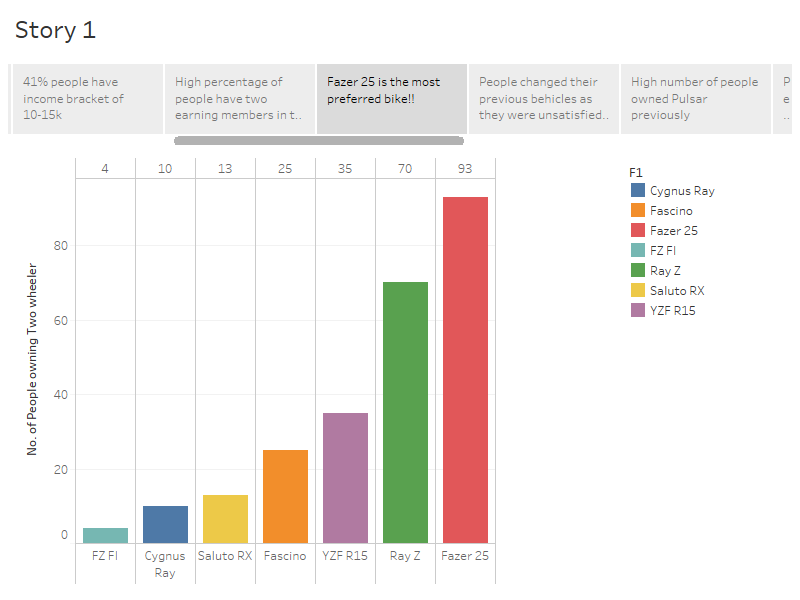 Story 1
41% people have
income bracket of
10-15k
High percentage of
people have two
earning members in t..
Fazer 25 is the most
preferred bike!!
People changed their
previous behicles as
they were unsatisfied..
High number of people
owned Pulsar
previously
P
e
..
4 10 13 25 35 70 93
F1
Cygnus Ray
Fascino
Fazer 25
FZ FI
Ray Z
Saluto RX
YZF R15
No. of People owning Two wheeler
80
60
40
20
0
FZ FI
Cygnus
Ray
Saluto RX
Fascino
YZF R15
Ray Z
Fazer 25